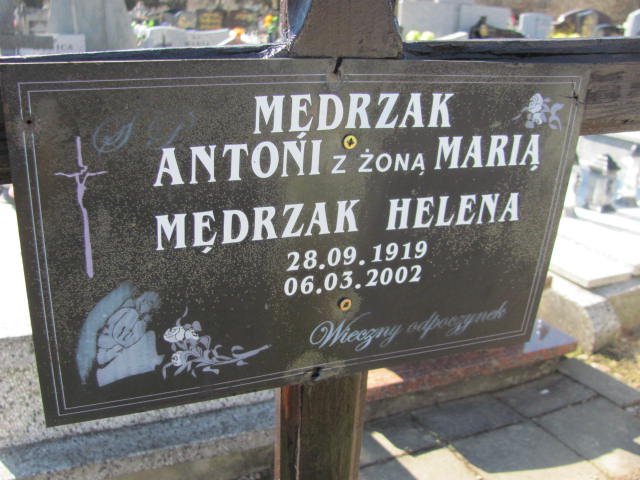 Ś P
MĘDRZAK
ANTONI Z ŻONĄ MARIĄ
MĘDRZAK HELENA
28.09.1919
06.03.2002
Wieczny odpoczynek